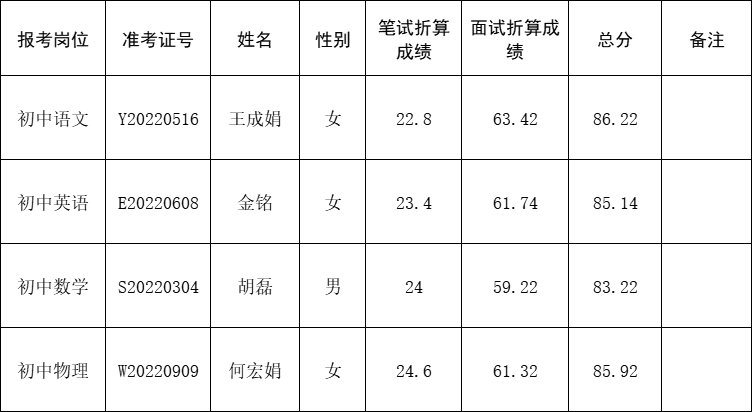 报考岗位 准考证号 姓名 性别 笔试折算成绩 面试折算成绩 总分 备注
初中语文 Y20220516 王成娟 女 22.8 63.42 86.22
初中英语 E20220608 金铭 女 23.4 61.74 85.14
初中数学 S20220304 胡磊 男 24 59.22 83.22
初中物理 W20220909 何宏娟 女 24.6 61.32 85.92